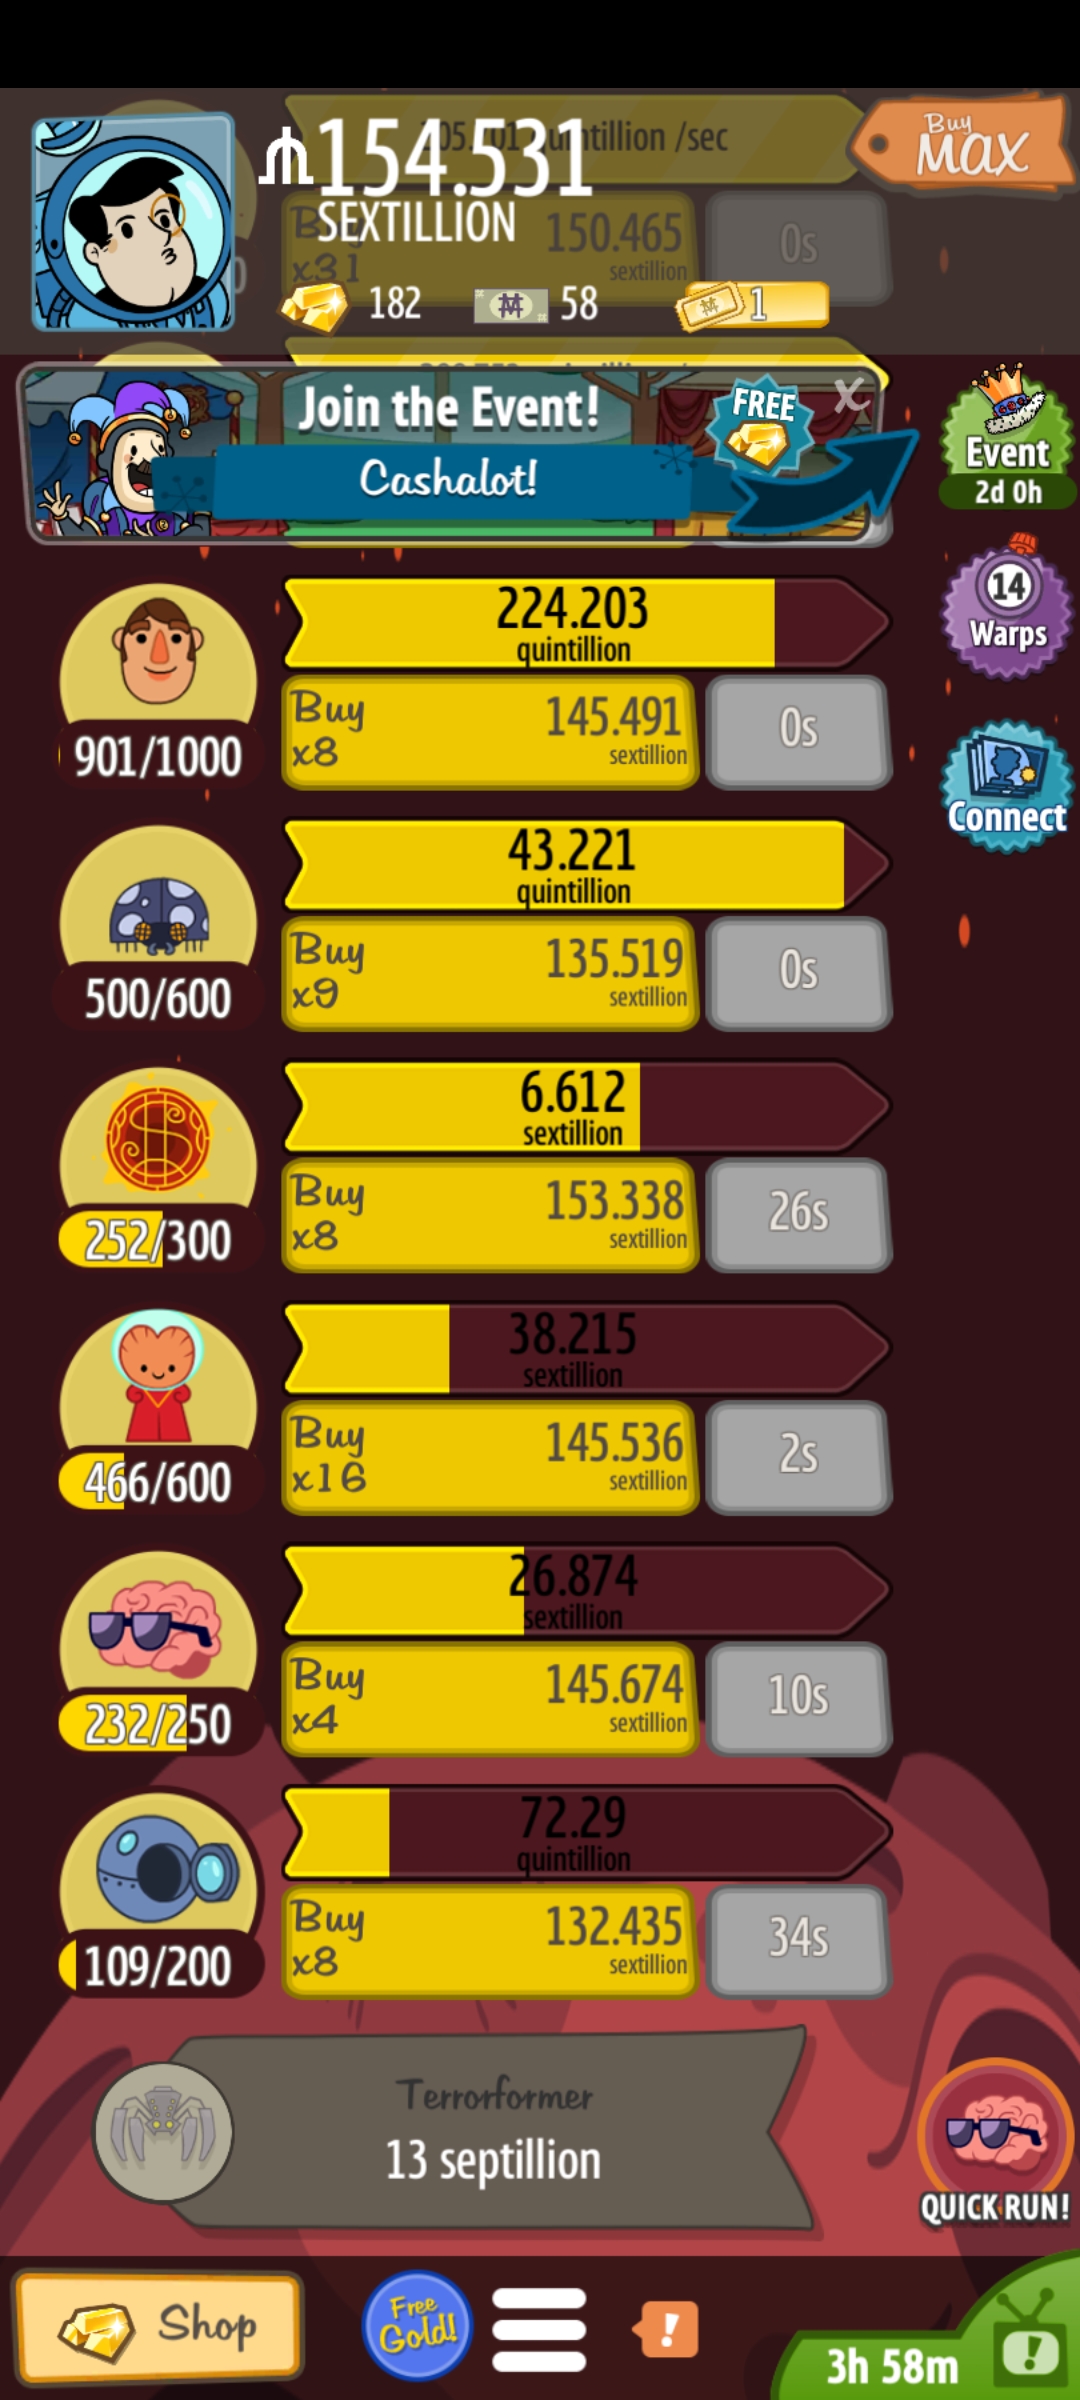 154.531
SEXTILLION
Buy
MAX
quintillion /sec
Buy
x31
150.465
sextillion
0s
182
58
1
Join the Event!
Cashalot!
FREE
X
Event
2d 0h
224.203
quintillion
Buy
x8
145.491
sextillion
0s
901/1000
14
Warps
Connect
43.221
quintillion
Buy
x9
135.519
sextillion
0s
500/600
6.612
sextillion
Buy
x8
153.338
sextillion
26s
252/300
38.215
sextillion
Buy
x16
145.536
sextillion
2s
466/600
26.874
sextillion
Buy
x4
145.674
sextillion
10s
232/250
72.29
quintillion
Buy
x8
132.435
sextillion
34s
109/200
Terrorformer
13 septillion
QUICK RUN!
Shop
Free
Gold!
!
3h 58m
!